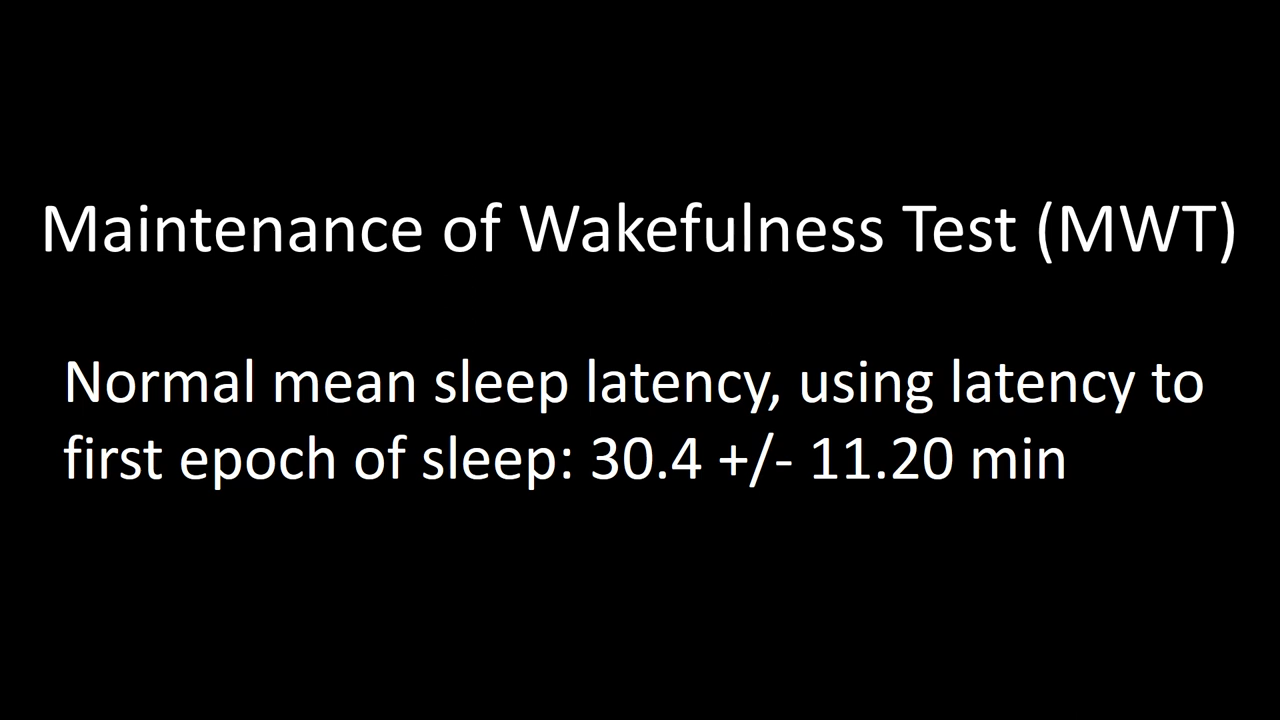 Maintenance of Wakefulness Test (MWT)
Normal mean sleep latency, using latency to
first epoch of sleep: 30.4 +/- 11.20 min